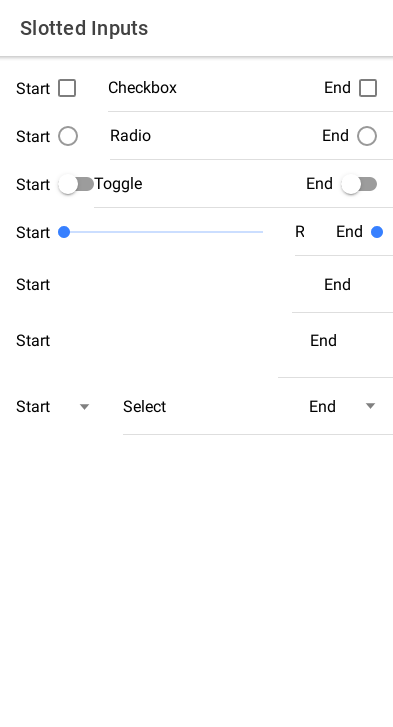 Slotted Inputs
Start Checkbox End
Start Radio End
Start Toggle End
Start R End
Start End
Start End
Start Select End